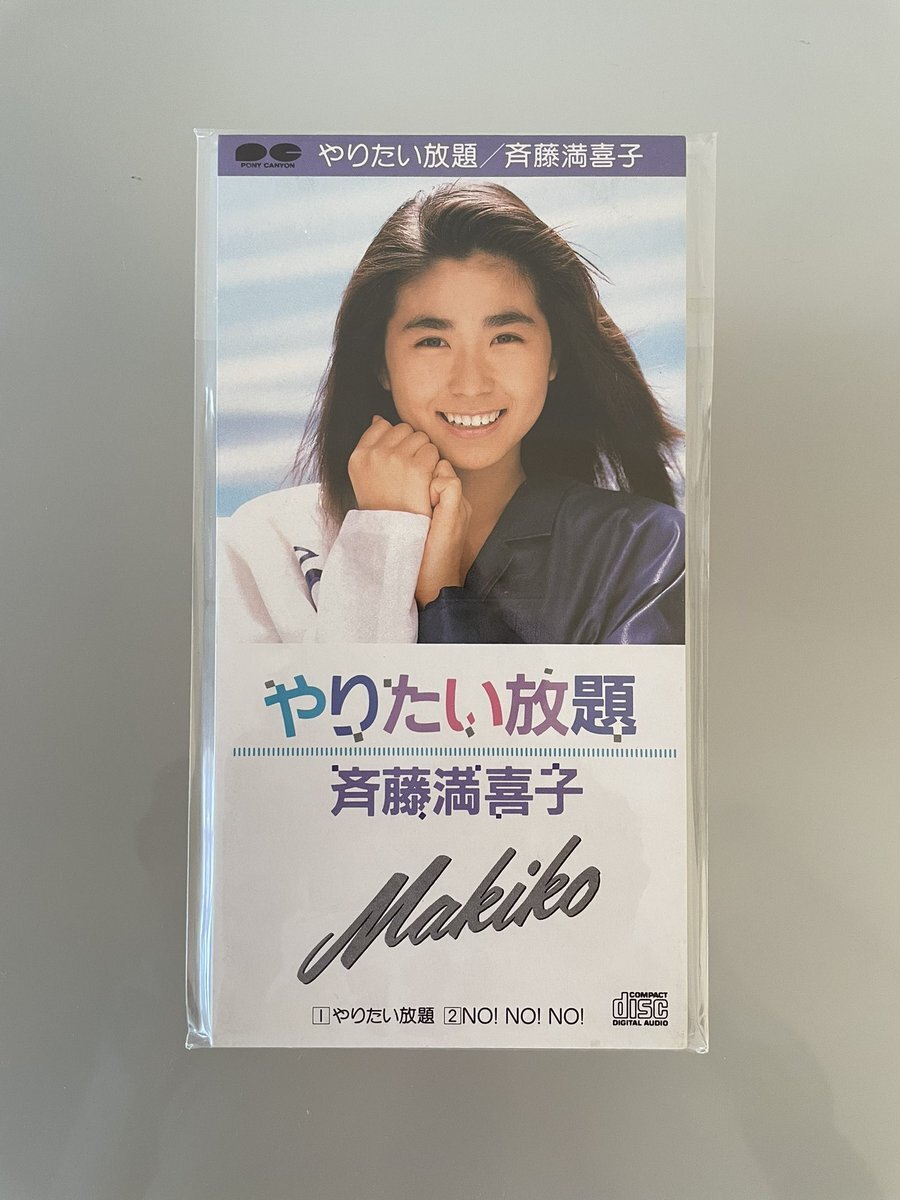 PONY CANYON
やりたい放題／斉藤満喜子
やりたい放題
斉藤満喜子
Makiko
1やりたい放題 2NO! NO! NO!
COMPACT
disc
DIGITAL AUDIO